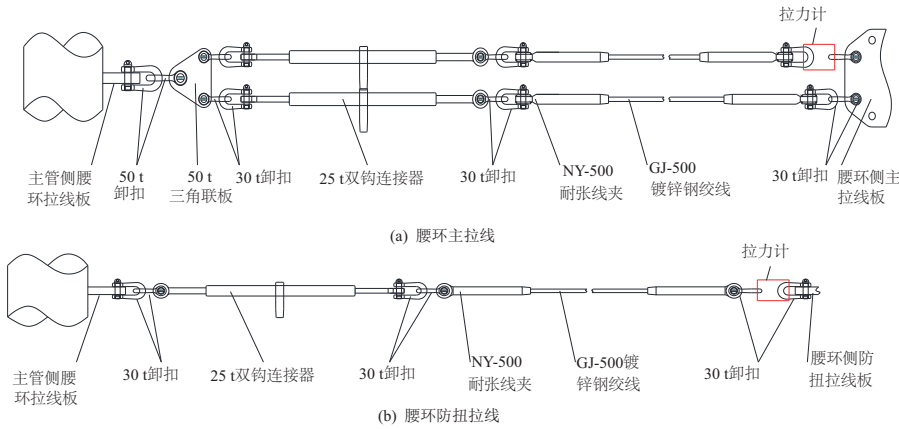 拉力计
主管侧腰
环拉线板
50 t
卸扣
50 t
三角联板
30 t卸扣
25 t双钩连接器
30 t卸扣
NY-500
耐张线夹
GJ-500
镀锌钢绞线
30 t卸扣
腰环侧主
拉线板
(a) 腰环主拉线
拉力计
主管侧腰
环拉线板
30 t卸扣
25 t双钩连接器
30 t卸扣
NY-500
耐张线夹
GJ-500镀
锌钢绞线
30 t卸扣
腰环侧防
扭拉线板
(b) 腰环防扭拉线